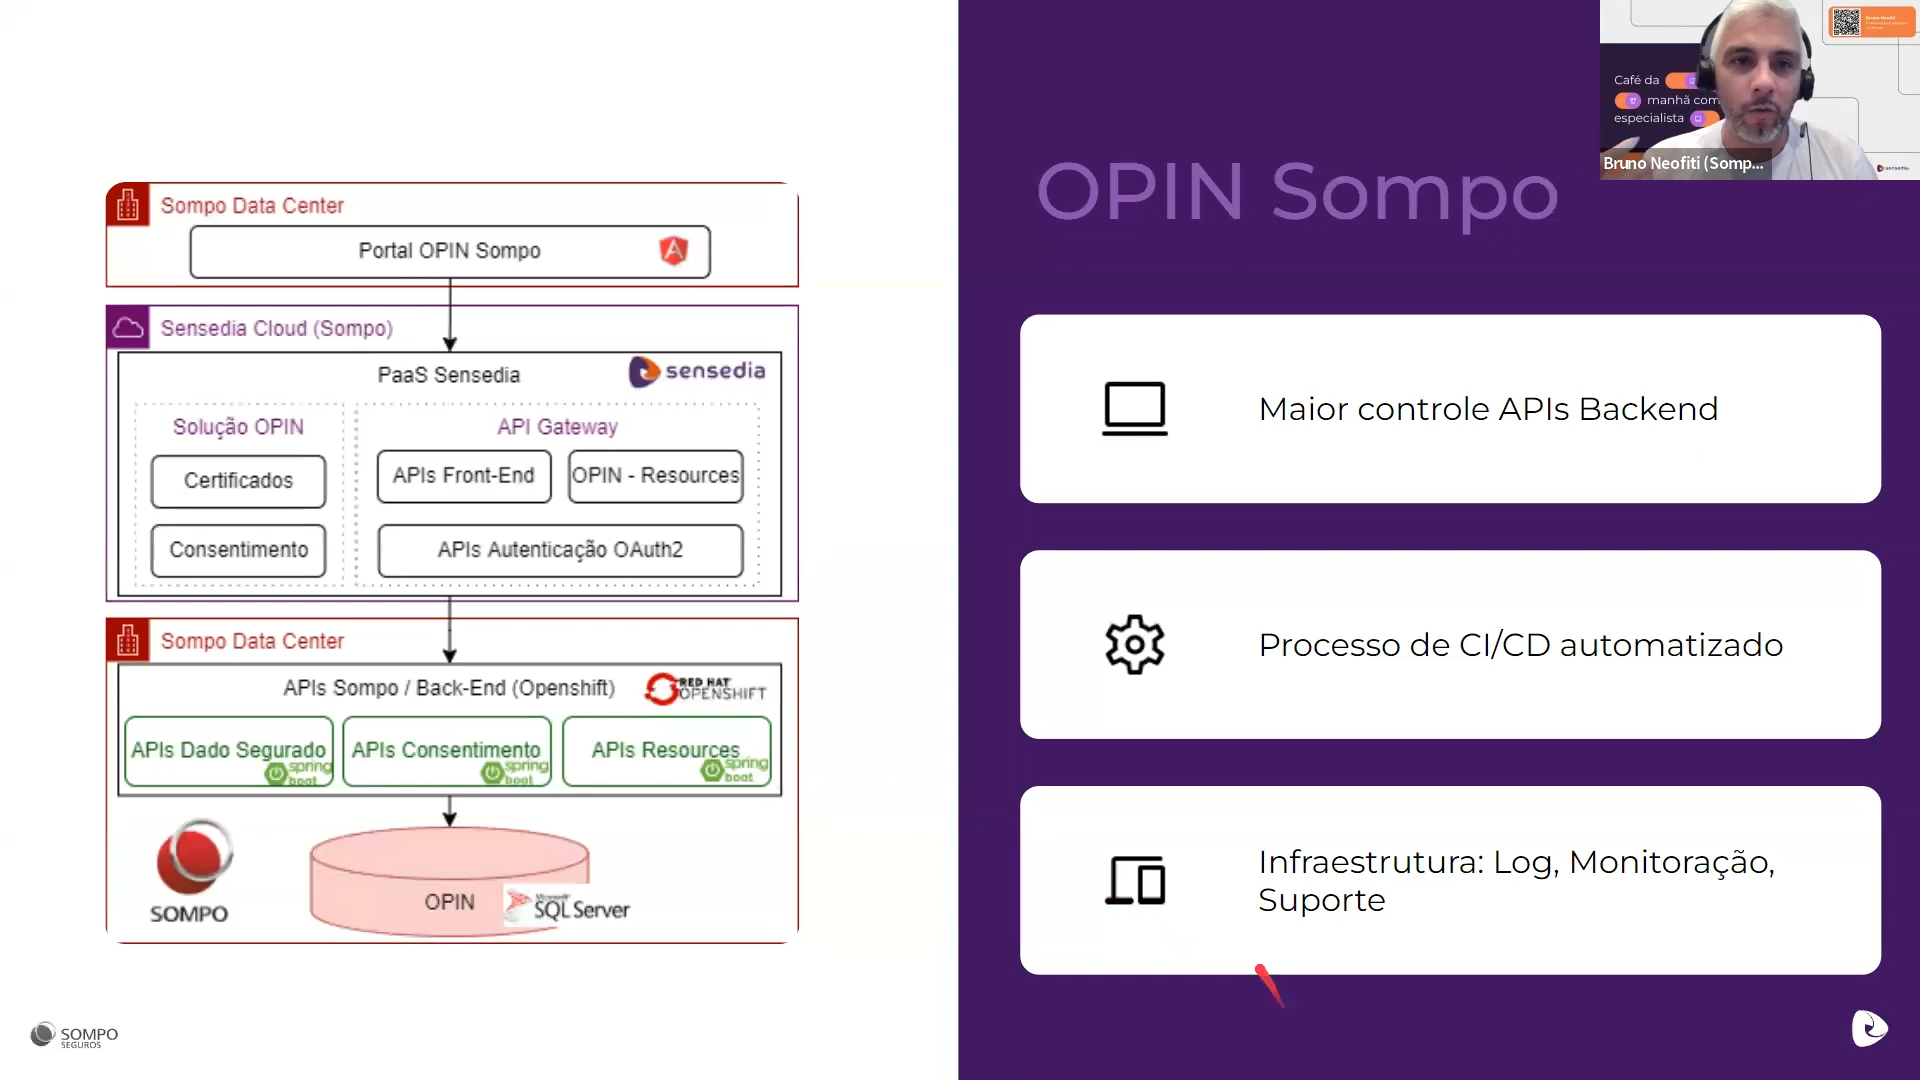 Sompo Data Center
Portal OPIN Sompo
Sensedia Cloud (Sompo)
PaaS Sensedia
sensedia
Solução OPIN
API Gateway
Certificados
APIs Front-End
OPIN - Resources
Consentimento
APIs Autenticação OAuth2
Sompo Data Center
APIs Sompo / Back-End (Openshift)
RED HAT
OPENSHIFT
APIs Dado Segurado
spring
boot
APIs Consentimento
spring
boot
APIs Resources
spring
boot
SOMPO
OPIN
Microsoft
SQL Server
SOMPO
SEGUROS
OPIN Sompo
Maior controle APIs Backend
Processo de CI/CD automatizado
Infraestrutura: Log, Monitoração,
Suporte
Café da
manhã com
especialista
Bruno Neofiti
sensedia.
Bruno Neofiti (Somp...